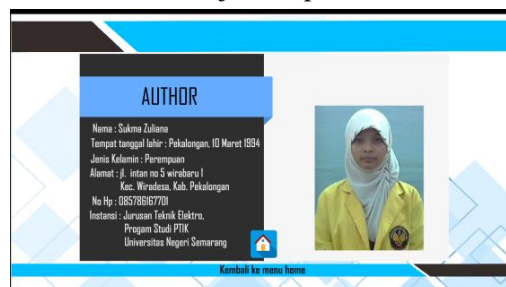 AUTHOR
Nama : Sukma Zuliana
Tempat tanggal lahir : Pekalongan, 10 Maret 1994
Jenis Kelamin : Perempuan
Alamat : jl. intan no 5 wirabaru 1
Kec. Wiradesa, Kab. Pekalongan
No Hp : 085786167701
Instansi : Jurusan Teknik Elektro,
Progam Studi PTIK
Universitas Negeri Semarang
Kembali ke menu home